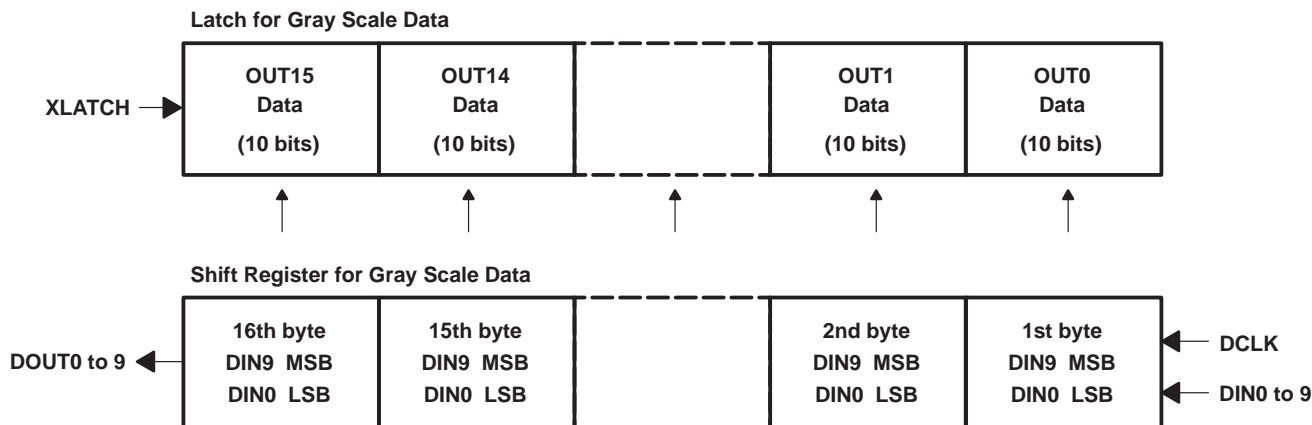 Latch for Gray Scale Data
XLATCH
OUT15
Data
(10 bits)
OUT14
Data
(10 bits)
OUT1
Data
(10 bits)
OUT0
Data
(10 bits)
Shift Register for Gray Scale Data
DOUT0 to 9
16th byte
DIN9 MSB
DIN0 LSB
15th byte
DIN9 MSB
DIN0 LSB
2nd byte
DIN9 MSB
DIN0 LSB
1st byte
DIN9 MSB
DIN0 LSB
DCLK
DIN0 to 9